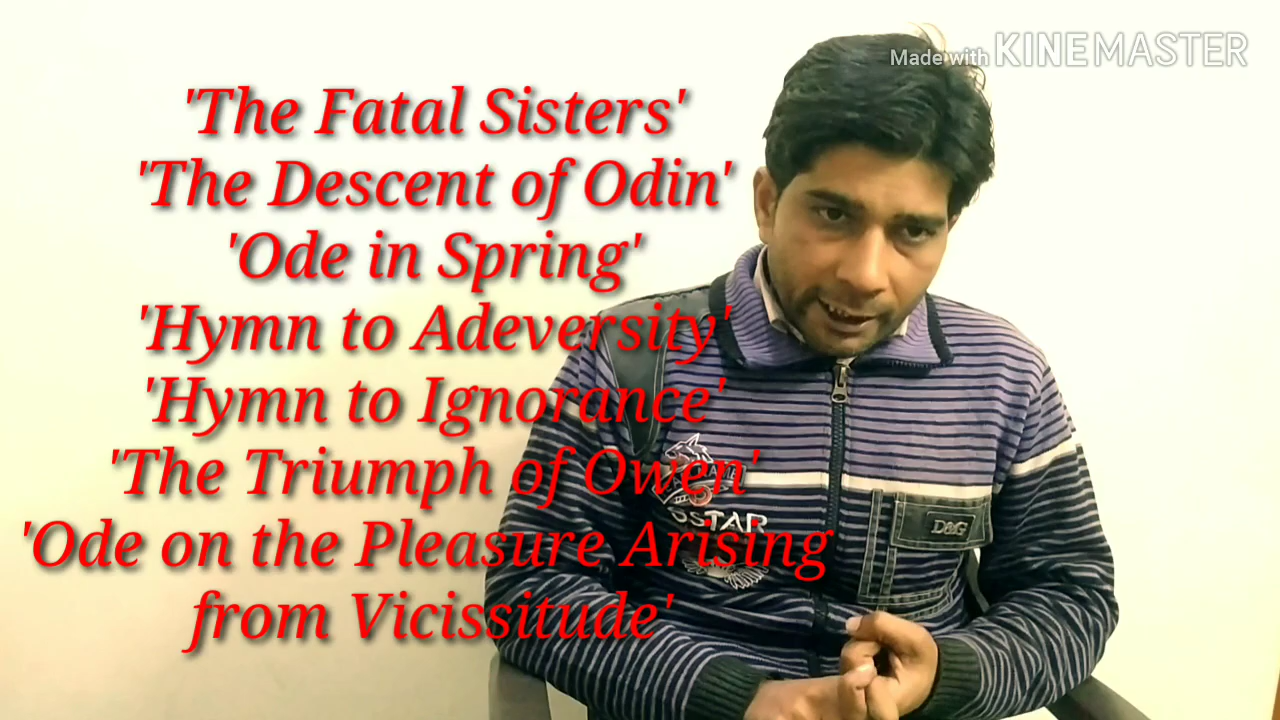 Made with KINEMASTER
'The Fatal Sisters'
'The Descent of Odin'
'Ode in Spring'
'Hymn to Adeversity'
'Hymn to Ignorance'
'The Triumph of Owen'
'Ode on the Pleasure Arising
from Vicissitude'
D&G